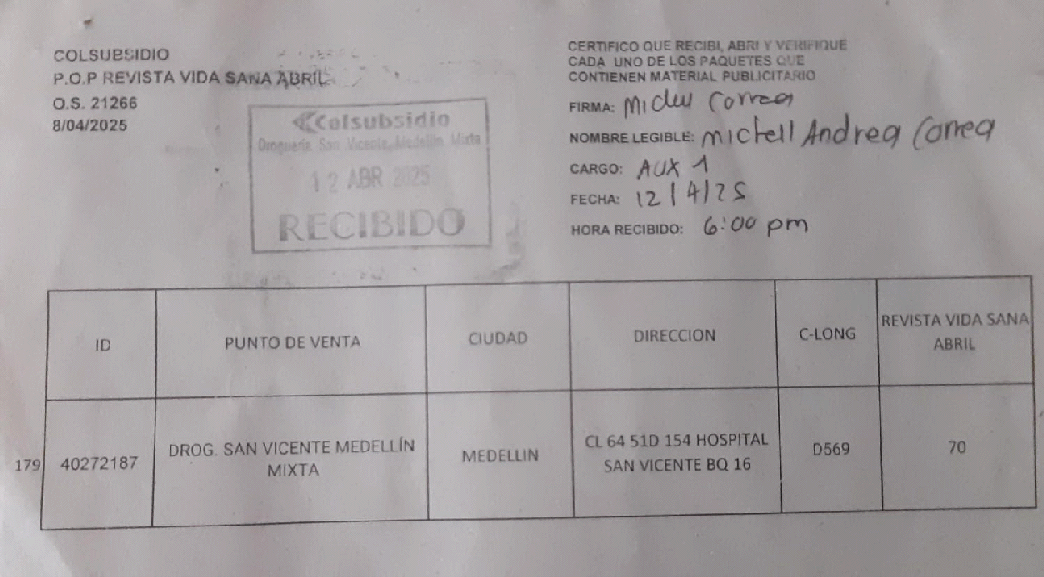 COLSUBSIDIO
P.O.P REVISTA VIDA SANA ABRIL
O.S. 21266
8/04/2025
Colsubsidio
Droguería San Vicente Medellín Mixta
12 ABR 2025
RECIBIDO
CERTIFICO QUE RECIBI, ABRI Y VERIFIQUE
CADA UNO DE LOS PAQUETES QUE
CONTIENEN MATERIAL PUBLICITARIO
FIRMA: Correa
NOMBRE LEGIBLE: Michell Andrea Correa
CARGO: AUX 1
FECHA: 12/4/25
HORA RECIBIDO: 6:00 pm
ID
PUNTO DE VENTA
CIUDAD
DIRECCION
C-LONG
REVISTA VIDA SANA
ABRIL
179
40272187
DROG. SAN VICENTE MEDELLÍN
MIXTA
MEDELLIN
CL 64 51D 154 HOSPITAL
SAN VICENTE BQ 16
D569
70